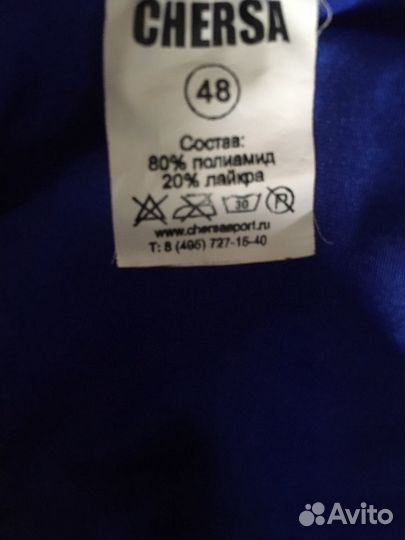 CHERSA
48
Состав:
80% полиамид
20% лайкра
30 P
www.chersasport.ru
Т: 8 (495) 727-15-40
Avito